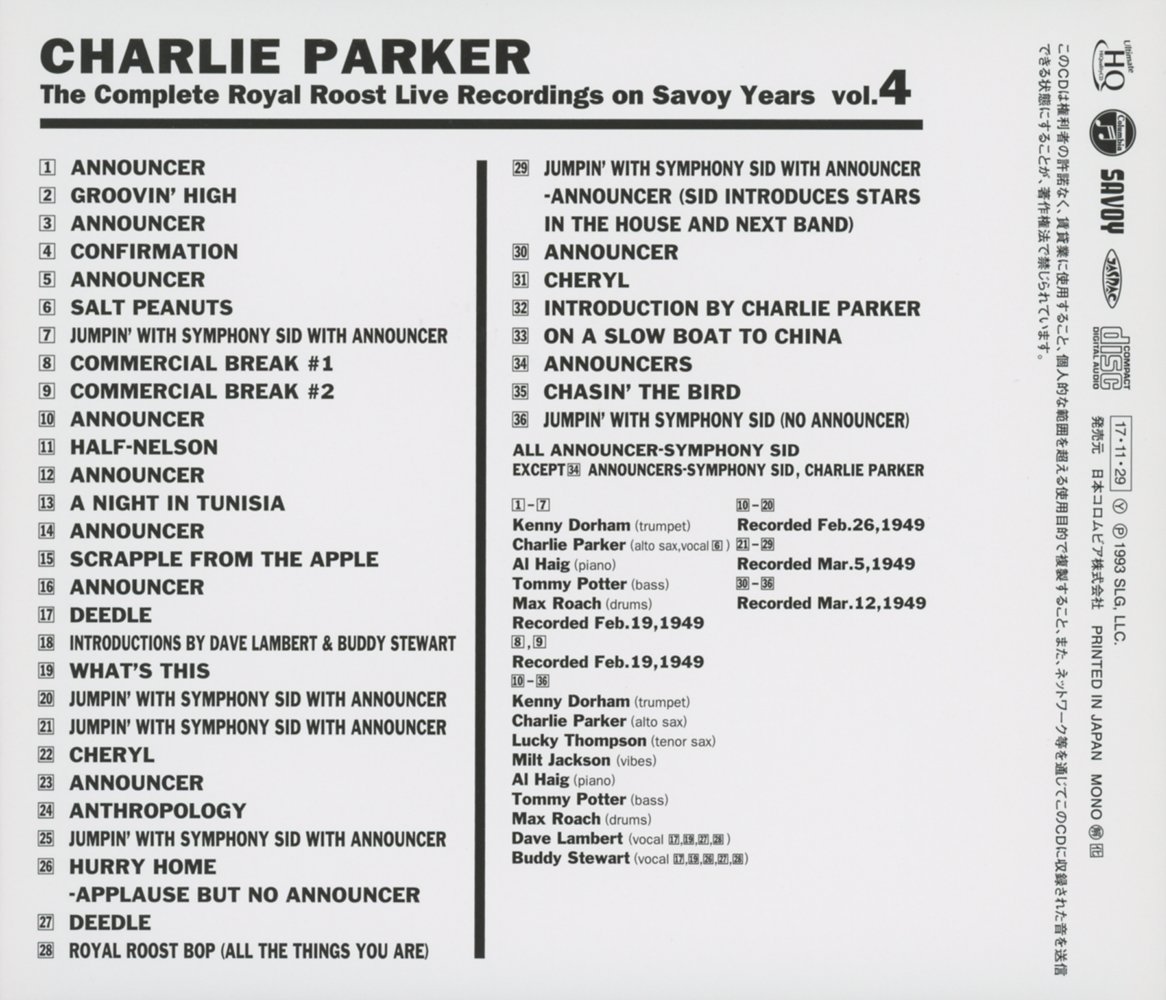 CHARLIE PARKER
The Complete Royal Roost Live Recordings on Savoy Years vol.4
1 ANNOUNCER
2 GROOVIN' HIGH
3 ANNOUNCER
4 CONFIRMATION
5 ANNOUNCER
6 SALT PEANUTS
7 JUMPIN' WITH SYMPHONY SID WITH ANNOUNCER
8 COMMERCIAL BREAK #1
9 COMMERCIAL BREAK #2
10 ANNOUNCER
11 HALF-NELSON
12 ANNOUNCER
13 A NIGHT IN TUNISIA
14 ANNOUNCER
15 SCRAPPLE FROM THE APPLE
16 ANNOUNCER
17 DEEDLE
18 INTRODUCTIONS BY DAVE LAMBERT & BUDDY STEWART
19 WHAT'S THIS
20 JUMPIN' WITH SYMPHONY SID WITH ANNOUNCER
21 JUMPIN' WITH SYMPHONY SID WITH ANNOUNCER
22 CHERYL
23 ANNOUNCER
24 ANTHROPOLOGY
25 JUMPIN' WITH SYMPHONY SID WITH ANNOUNCER
26 HURRY HOME
-APPLAUSE BUT NO ANNOUNCER
27 DEEDLE
28 ROYAL ROOST BOP (ALL THE THINGS YOU ARE)
29 JUMPIN' WITH SYMPHONY SID WITH ANNOUNCER
-ANNOUNCER (SID INTRODUCES STARS
IN THE HOUSE AND NEXT BAND)
30 ANNOUNCER
31 CHERYL
32 INTRODUCTION BY CHARLIE PARKER
33 ON A SLOW BOAT TO CHINA
34 ANNOUNCERS
35 CHASIN' THE BIRD
36 JUMPIN' WITH SYMPHONY SID (NO ANNOUNCER)
ALL ANNOUNCER-SYMPHONY SID
EXCEPT 34 ANNOUNCERS-SYMPHONY SID, CHARLIE PARKER
1-7
Kenny Dorham (trumpet)
Charlie Parker (alto sax,vocal 6)
Al Haig (piano)
Tommy Potter (bass)
Max Roach (drums)
Recorded Feb.19,1949
8,9
Recorded Feb.19,1949
10-36
Kenny Dorham (trumpet)
Charlie Parker (alto sax)
Lucky Thompson (tenor sax)
Milt Jackson (vibes)
Al Haig (piano)
Tommy Potter (bass)
Max Roach (drums)
Dave Lambert (vocal 17,19,27,28)
Buddy Stewart (vocal 17,19,26,27,28)
10-20
Recorded Feb.26,1949
21-29
Recorded Mar.5,1949
30-36
Recorded Mar.12,1949
Ultimate HQ HiQualityCD
Columbia
SAVOY
JASRAC
COMPACT disc DIGITAL AUDIO
17・11・29 Ⓨ Ⓟ 1993 SLG, LLC.
発売元 日本コロムビア株式会社 PRINTED IN JAPAN MONO 解 化
このCDは権利者の許諾なく、賃貸業に使用すること、個人的な範囲を超える使用目的で複製すること、また、ネットワーク等を通じてこのCDに収録された音を送信
できる状態にすることが、著作権法で禁じられています。